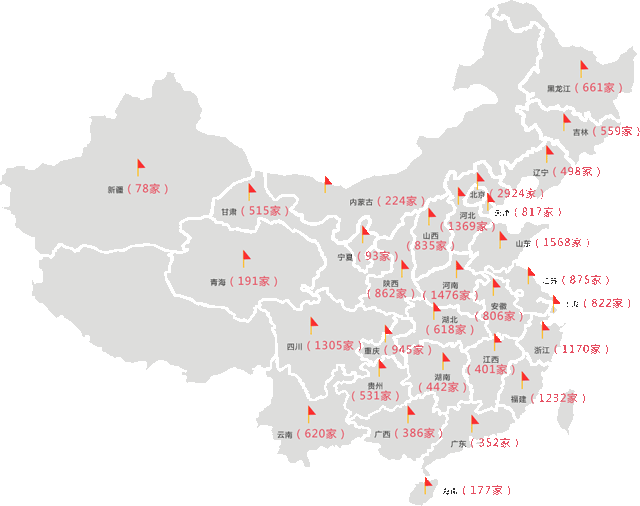 黑龙江（661家）
吉林（559家）
辽宁（498家）
新疆（78家）
北京（2924家）
内蒙古（224家）
甘肃（515家）
天津（817家）
河北
（1369家）
山西
（835家）
山东（1568家）
宁夏（93家）
青海（191家）
陕西
（862家）
河南
（1476家）
（875家）
安徽
（806家）
（822家）
湖北
（618家）
四川（1305家）
重庆（945家）
浙江（1170家）
江西
（401家）
贵州
（531家）
湖南
（442家）
福建（1232家）
云南（620家）
广西（386家）
广东（352家）
海南（177家）